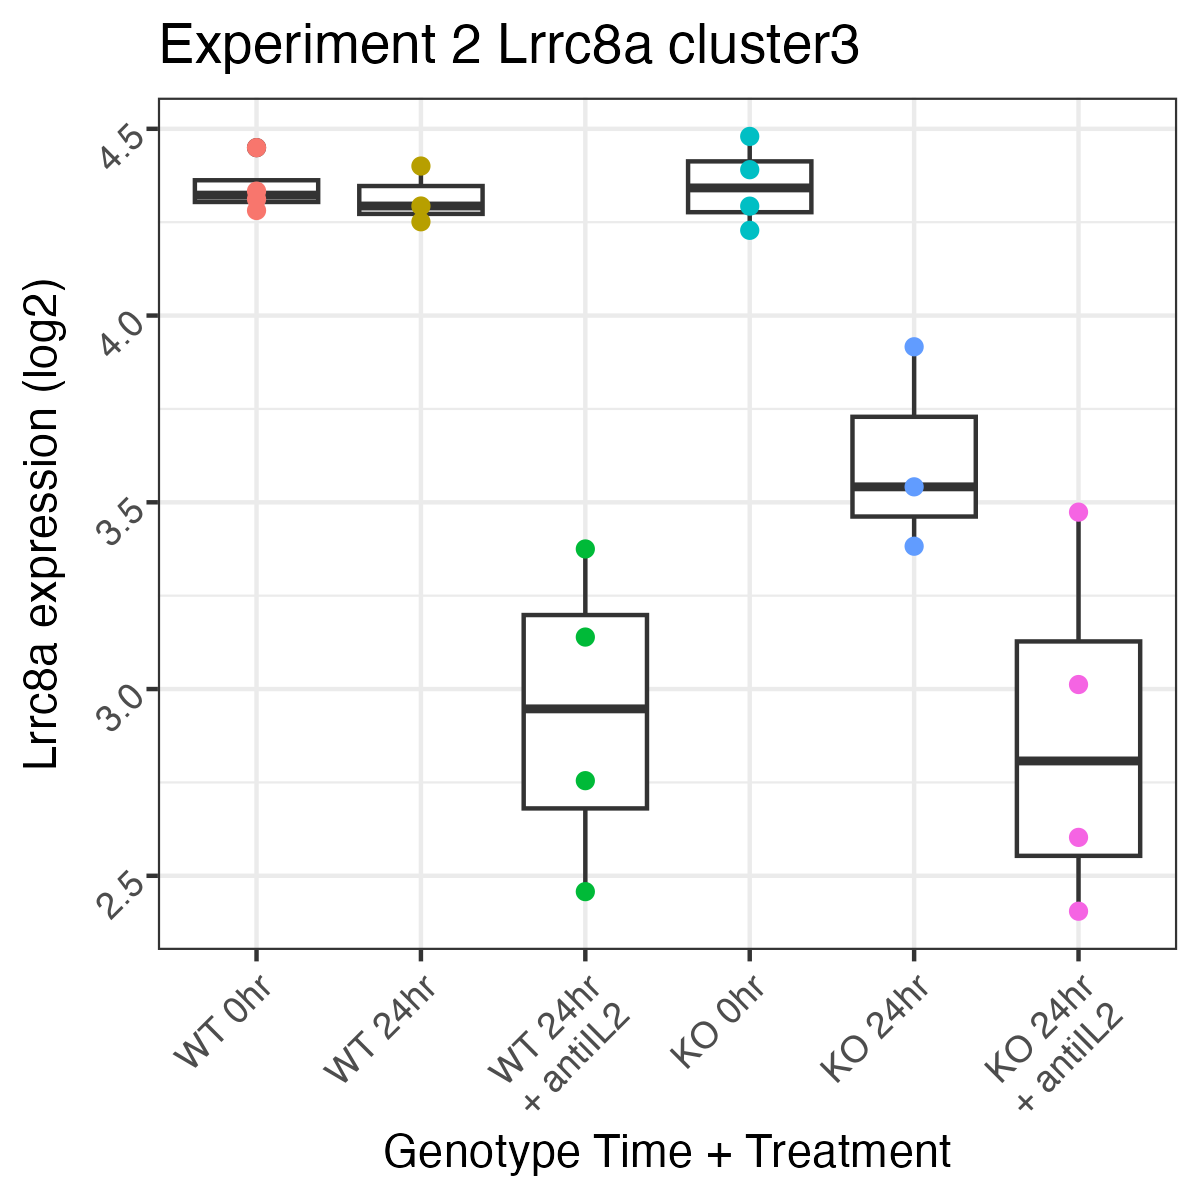 Experiment 2 Lrrc8a cluster3
Lrrc8a expression (log2)
4.5
4.0
3.5
3.0
2.5
WT 0hr
WT 24hr
WT 24hr
+ antiIL2
KO 0hr
KO 24hr
KO 24hr
+ antiIL2
Genotype Time + Treatment